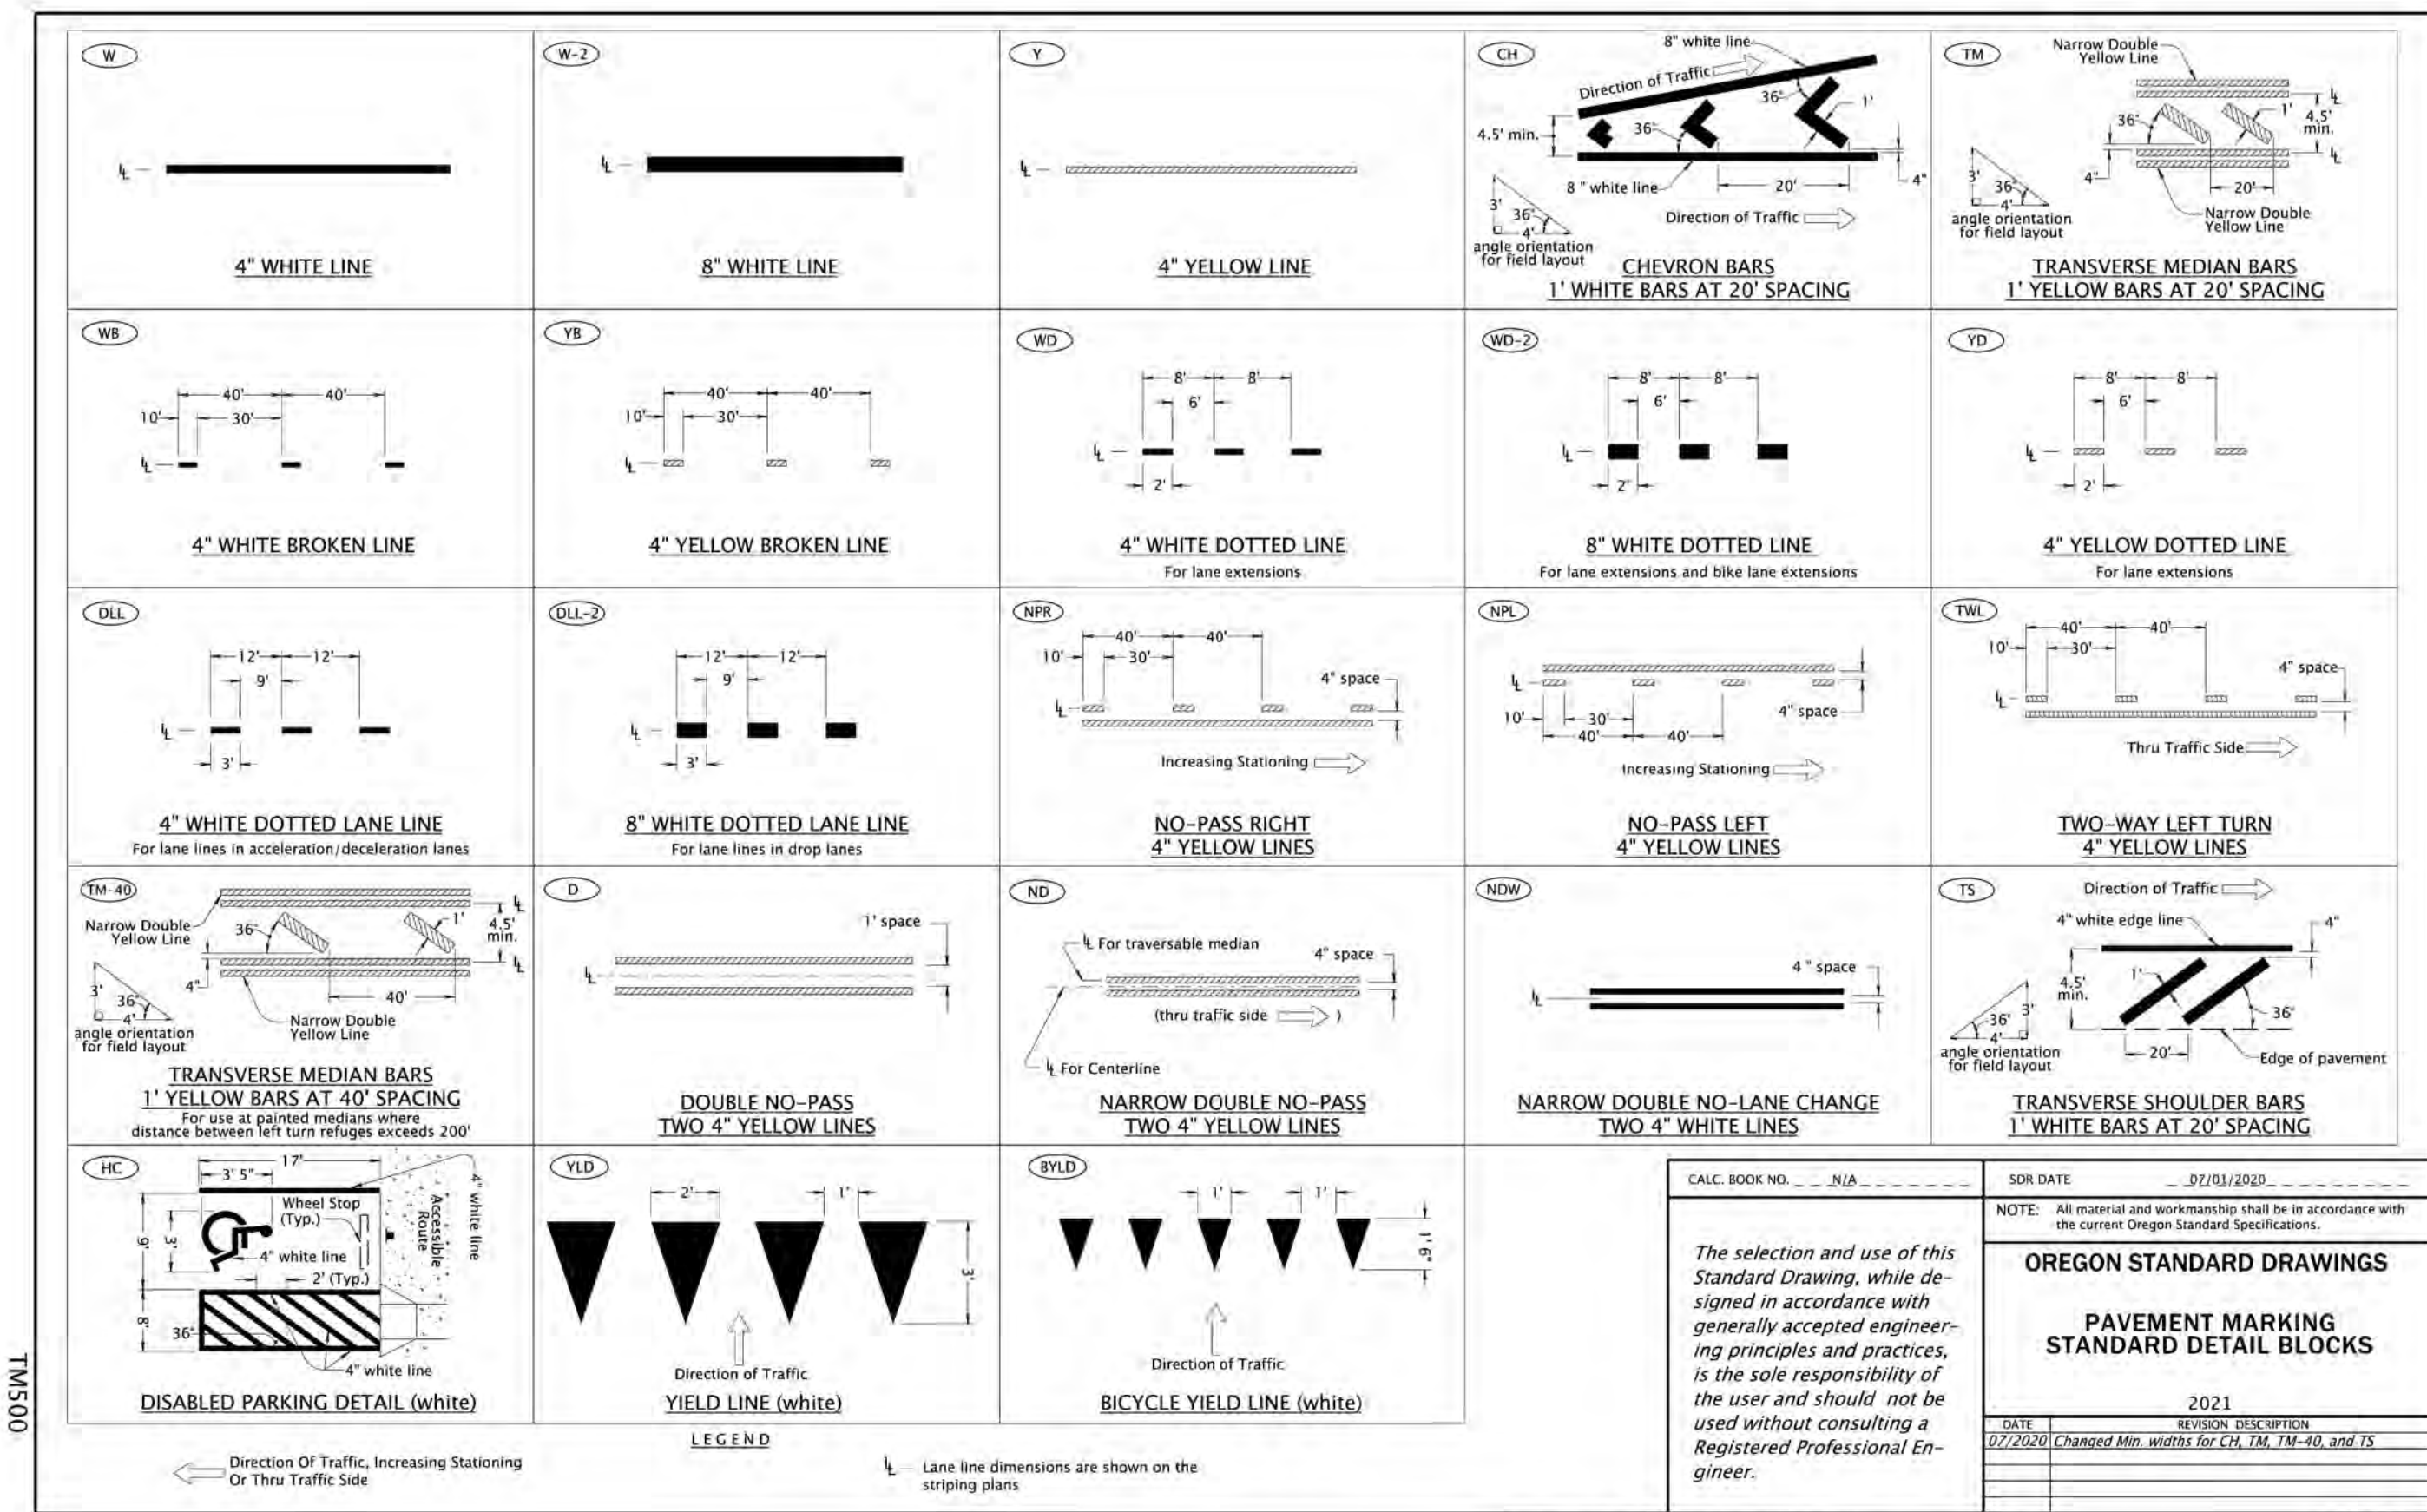 W
℄
4" WHITE LINE
W-2
℄
8" WHITE LINE
Y
℄
4" YELLOW LINE
CH
8" white line
Direction of Traffic
36°
1'
4.5' min.
36°
8 " white line
20'
4"
3'
36°
4'
Direction of Traffic
angle orientation
for field layout
CHEVRON BARS
1' WHITE BARS AT 20' SPACING
TM
Narrow Double
Yellow Line
℄
36°
1'
4.5'
min.
℄
4"
20'
3'
36°
4'
angle orientation
for field layout
Narrow Double
Yellow Line
TRANSVERSE MEDIAN BARS
1' YELLOW BARS AT 20' SPACING
WB
40'
40'
10'
30'
℄
4" WHITE BROKEN LINE
YB
40'
40'
10'
30'
℄
4" YELLOW BROKEN LINE
WD
8'
8'
6'
℄
2'
4" WHITE DOTTED LINE
For lane extensions
WD-2
8'
8'
6'
℄
2'
8" WHITE DOTTED LINE
For lane extensions and bike lane extensions
YD
8'
8'
6'
℄
2'
4" YELLOW DOTTED LINE
For lane extensions
DLL
12'
12'
9'
℄
3'
4" WHITE DOTTED LANE LINE
For lane lines in acceleration/deceleration lanes
DLL-2
12'
12'
9'
℄
3'
8" WHITE DOTTED LANE LINE
For lane lines in drop lanes
NPR
40'
40'
10'
30'
4" space
℄
Increasing Stationing
NO-PASS RIGHT
4" YELLOW LINES
NPL
℄
4" space
10'
30'
40'
40'
Increasing Stationing
NO-PASS LEFT
4" YELLOW LINES
TWL
40'
40'
10'
30'
4" space
℄
Thru Traffic Side
TWO-WAY LEFT TURN
4" YELLOW LINES
TM-40
Narrow Double
Yellow Line
℄
36°
1'
4.5'
min.
℄
4"
40'
3'
36°
4'
angle orientation
for field layout
Narrow Double
Yellow Line
TRANSVERSE MEDIAN BARS
1' YELLOW BARS AT 40' SPACING
For use at painted medians where
distance between left turn refuges exceeds 200'
D
1' space
℄
DOUBLE NO-PASS
TWO 4" YELLOW LINES
ND
℄ For traversable median
4" space
(thru traffic side )
℄ For Centerline
NARROW DOUBLE NO-PASS
TWO 4" YELLOW LINES
NDW
4 " space
℄
NARROW DOUBLE NO-LANE CHANGE
TWO 4" WHITE LINES
TS
Direction of Traffic
4" white edge line
4"
1'
4.5'
min.
36°
3'
36°
4'
20'
Edge of pavement
angle orientation
for field layout
TRANSVERSE SHOULDER BARS
1' WHITE BARS AT 20' SPACING
HC
17'
3' 5"
Wheel Stop
(Typ.)
Accessible
Route
4" white line
9'
3'
4" white line
2' (Typ.)
8'
36°
4" white line
DISABLED PARKING DETAIL (white)
YLD
2'
1'
3'
Direction of Traffic
YIELD LINE (white)
BYLD
1'
1'
1' 6"
Direction of Traffic
BICYCLE YIELD LINE (white)
LEGEND
Direction Of Traffic, Increasing Stationing
Or Thru Traffic Side
℄ Lane line dimensions are shown on the
striping plans
CALC. BOOK NO. N/A
SDR DATE 07/01/2020
NOTE: All material and workmanship shall be in accordance with
the current Oregon Standard Specifications.
The selection and use of this
Standard Drawing, while de-
signed in accordance with
generally accepted engineer-
ing principles and practices,
is the sole responsibility of
the user and should not be
used without consulting a
Registered Professional En-
gineer.
OREGON STANDARD DRAWINGS
PAVEMENT MARKING
STANDARD DETAIL BLOCKS
2021
DATE REVISION DESCRIPTION
07/2020 Changed Min. widths for CH, TM, TM-40, and TS
TM500